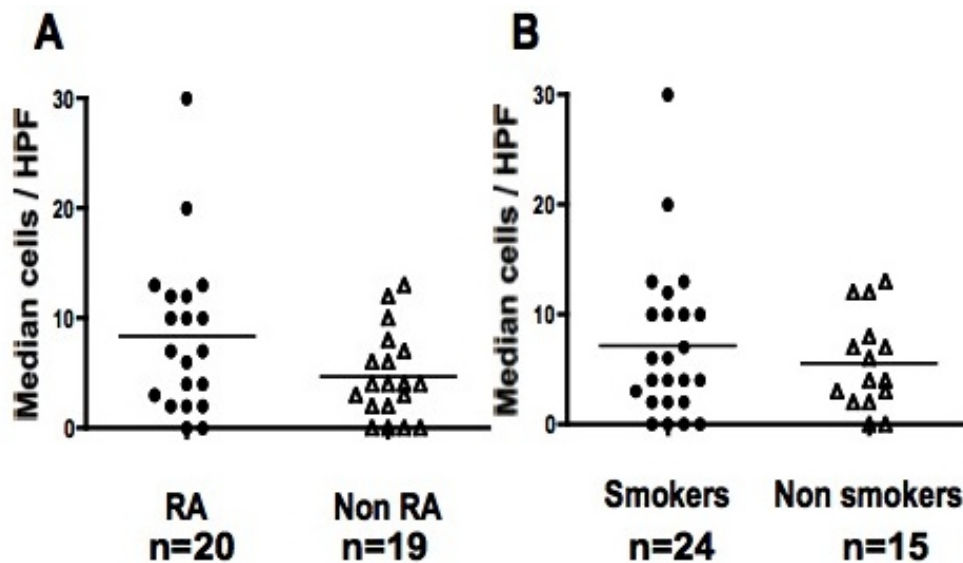 A
Median cells / HPF
30
20
10
0
RA
n=20
Non RA
n=19
B
Median cells / HPF
30
20
10
0
Smokers
n=24
Non smokers
n=15